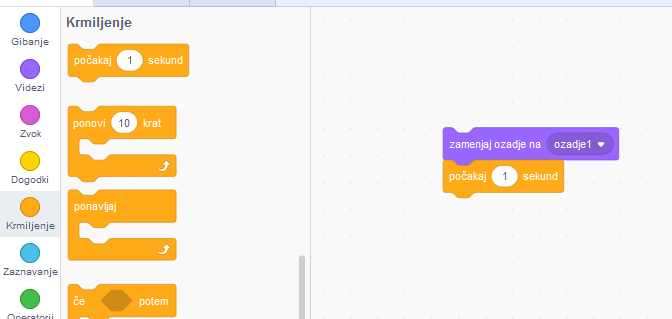 Krmiljenje
Gibanje
Videzi
Zvok
Dogodki
Krmiljenje
Zaznavanje
Operatorji
počakaj 1 sekund
ponovi 10 krat
ponavljaj
če potem
zamenjaj ozadje na ozadje1
počakaj 1 sekund